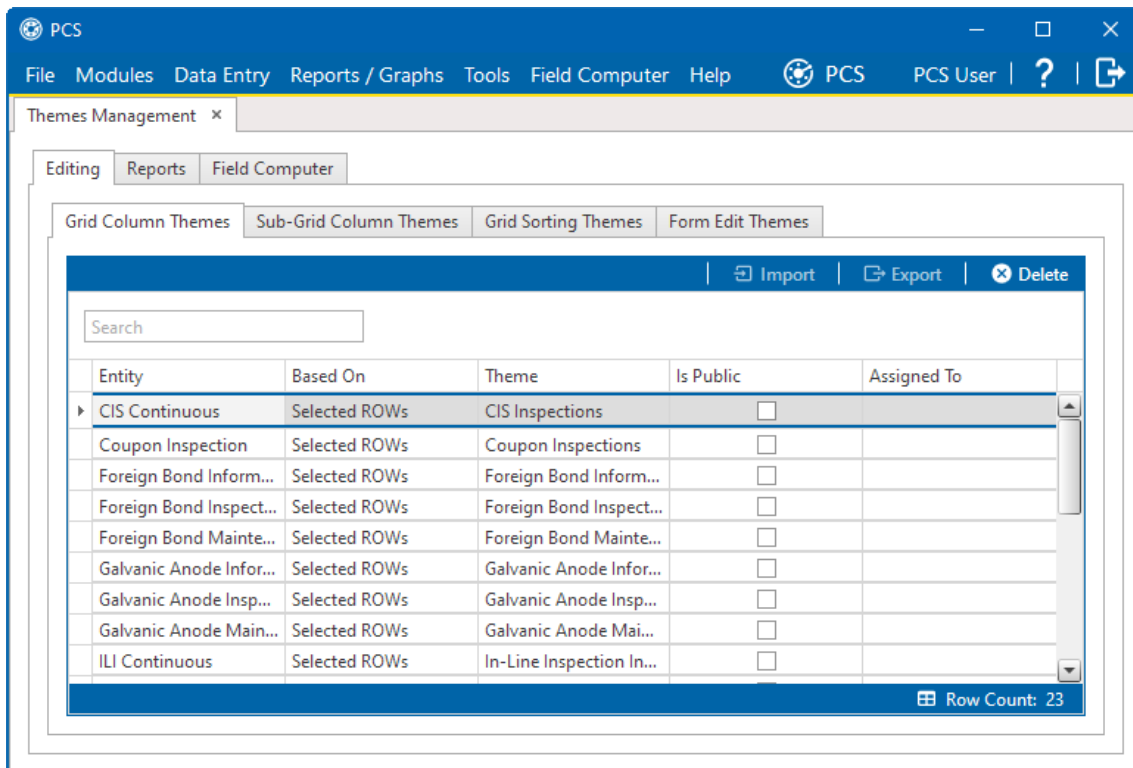 PCS
File Modules Data Entry Reports / Graphs Tools Field Computer Help PCS PCS User | ? |
Themes Management ×
Editing Reports Field Computer
Grid Column Themes Sub-Grid Column Themes Grid Sorting Themes Form Edit Themes
Import Export Delete
Search
Entity Based On Theme Is Public Assigned To
CIS Continuous Selected ROWs CIS Inspections
Coupon Inspection Selected ROWs Coupon Inspections
Foreign Bond Inform... Selected ROWs Foreign Bond Inform...
Foreign Bond Inspect... Selected ROWs Foreign Bond Inspect...
Foreign Bond Mainte... Selected ROWs Foreign Bond Mainte...
Galvanic Anode Infor... Selected ROWs Galvanic Anode Infor...
Galvanic Anode Insp... Selected ROWs Galvanic Anode Insp...
Galvanic Anode Main... Selected ROWs Galvanic Anode Mai...
ILI Continuous Selected ROWs In-Line Inspection In...
Row Count: 23